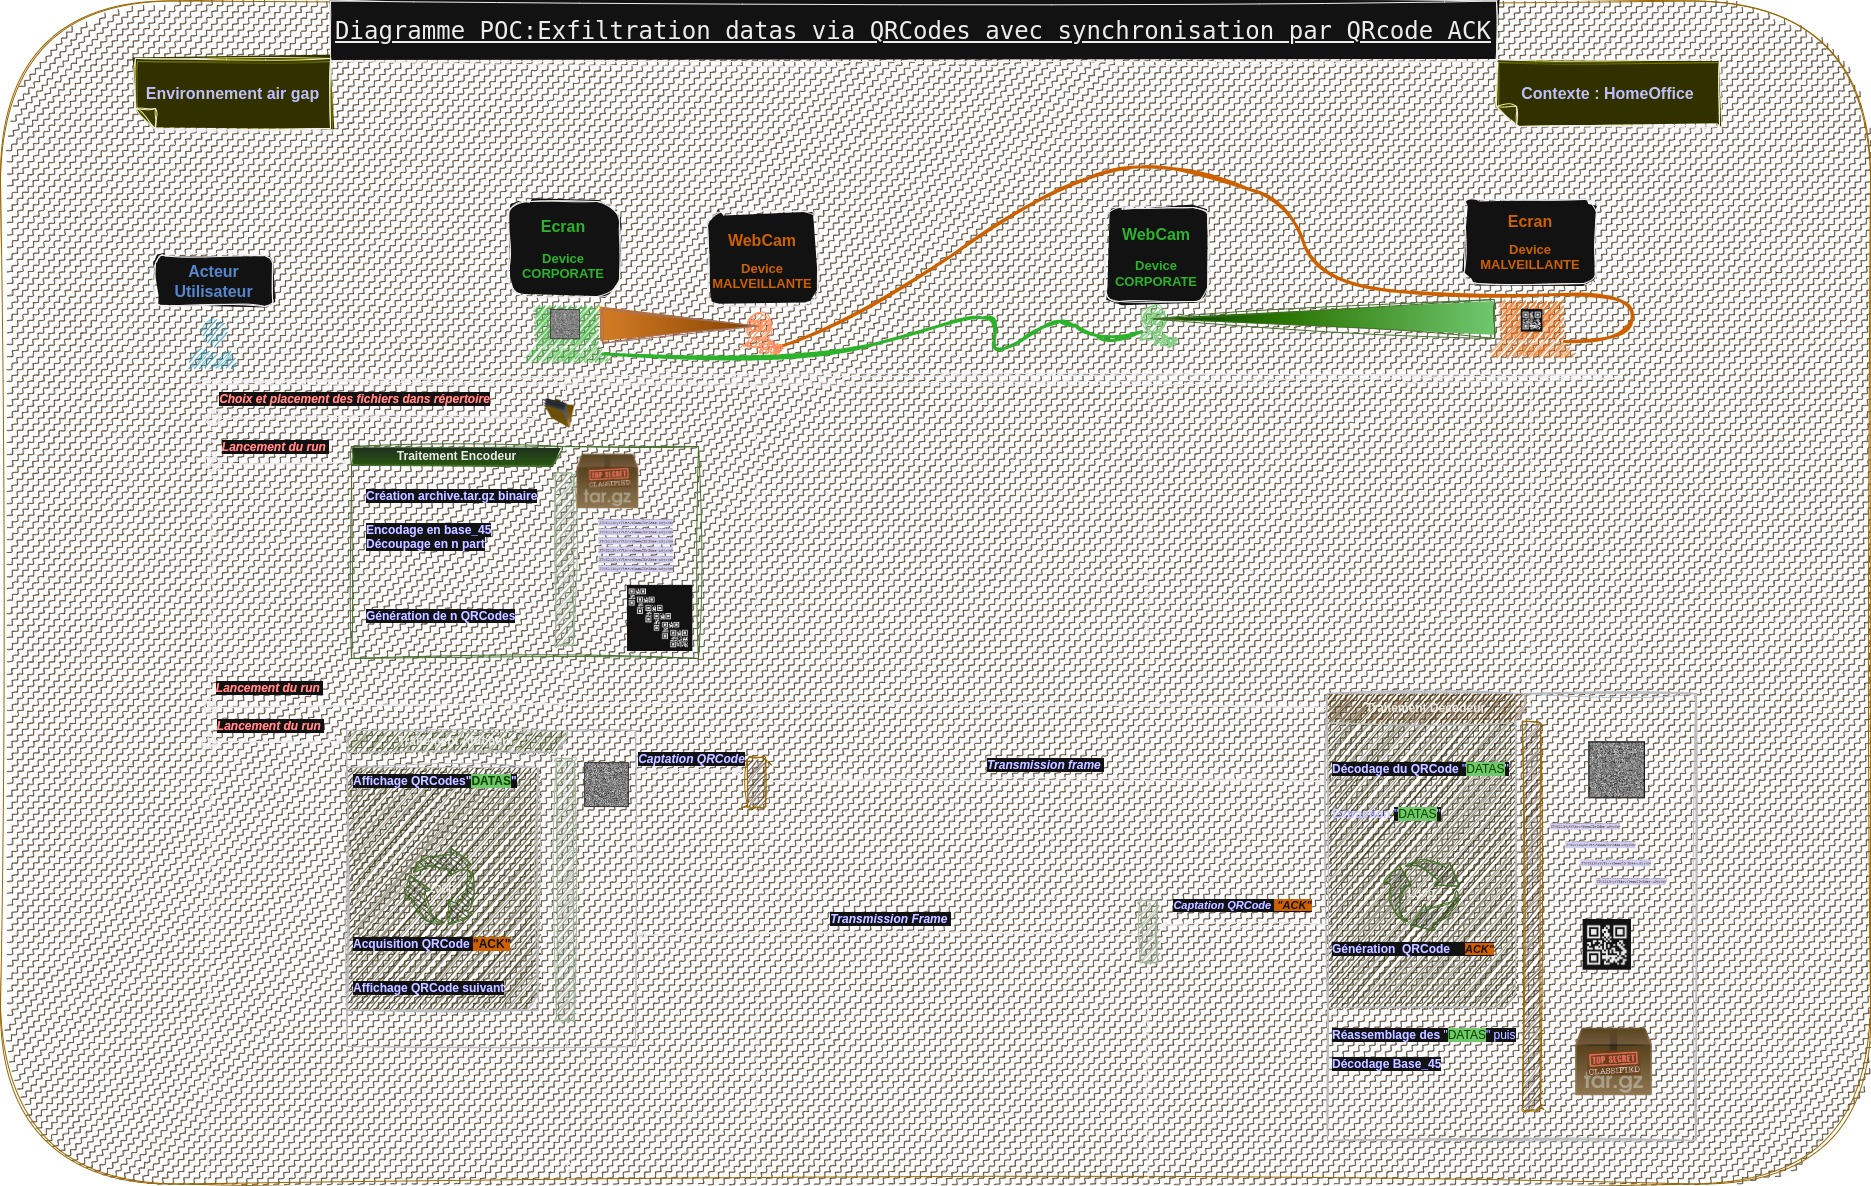 Diagramme POC:Exfiltration datas via QRCodes avec synchronisation par QRcode ACK
Environnement air gap
Contexte : HomeOffice
Acteur
Utilisateur
Ecran
Device
CORPORATE
WebCam
Device
MALVEILLANTE
WebCam
Device
CORPORATE
Ecran
Device
MALVEILLANTE
Choix et placement des fichiers dans répertoire
Lancement du run
Traitement Encodeur
Création archive.tar.gz binaire
TOP SECRET
CLASSIFIED
tar.gz
Encodage en base_45
Découpage en n part
Génération de n QRCodes
Lancement du run
Lancement du run
Traitement Decodeur
Affichage QRCodes"DATAS"
Captation QRCode
Transmission frame
Décodage du QRCode "DATAS"
"DATAS"
Captation QRCode "ACK"
Transmission Frame
Acquisition QRCode "ACK"
Génération QRCode "ACK"
Affichage QRCode suivant
Réassemblage des "DATAS" puis
Décodage Base_45
TOP SECRET
CLASSIFIED
tar.gz